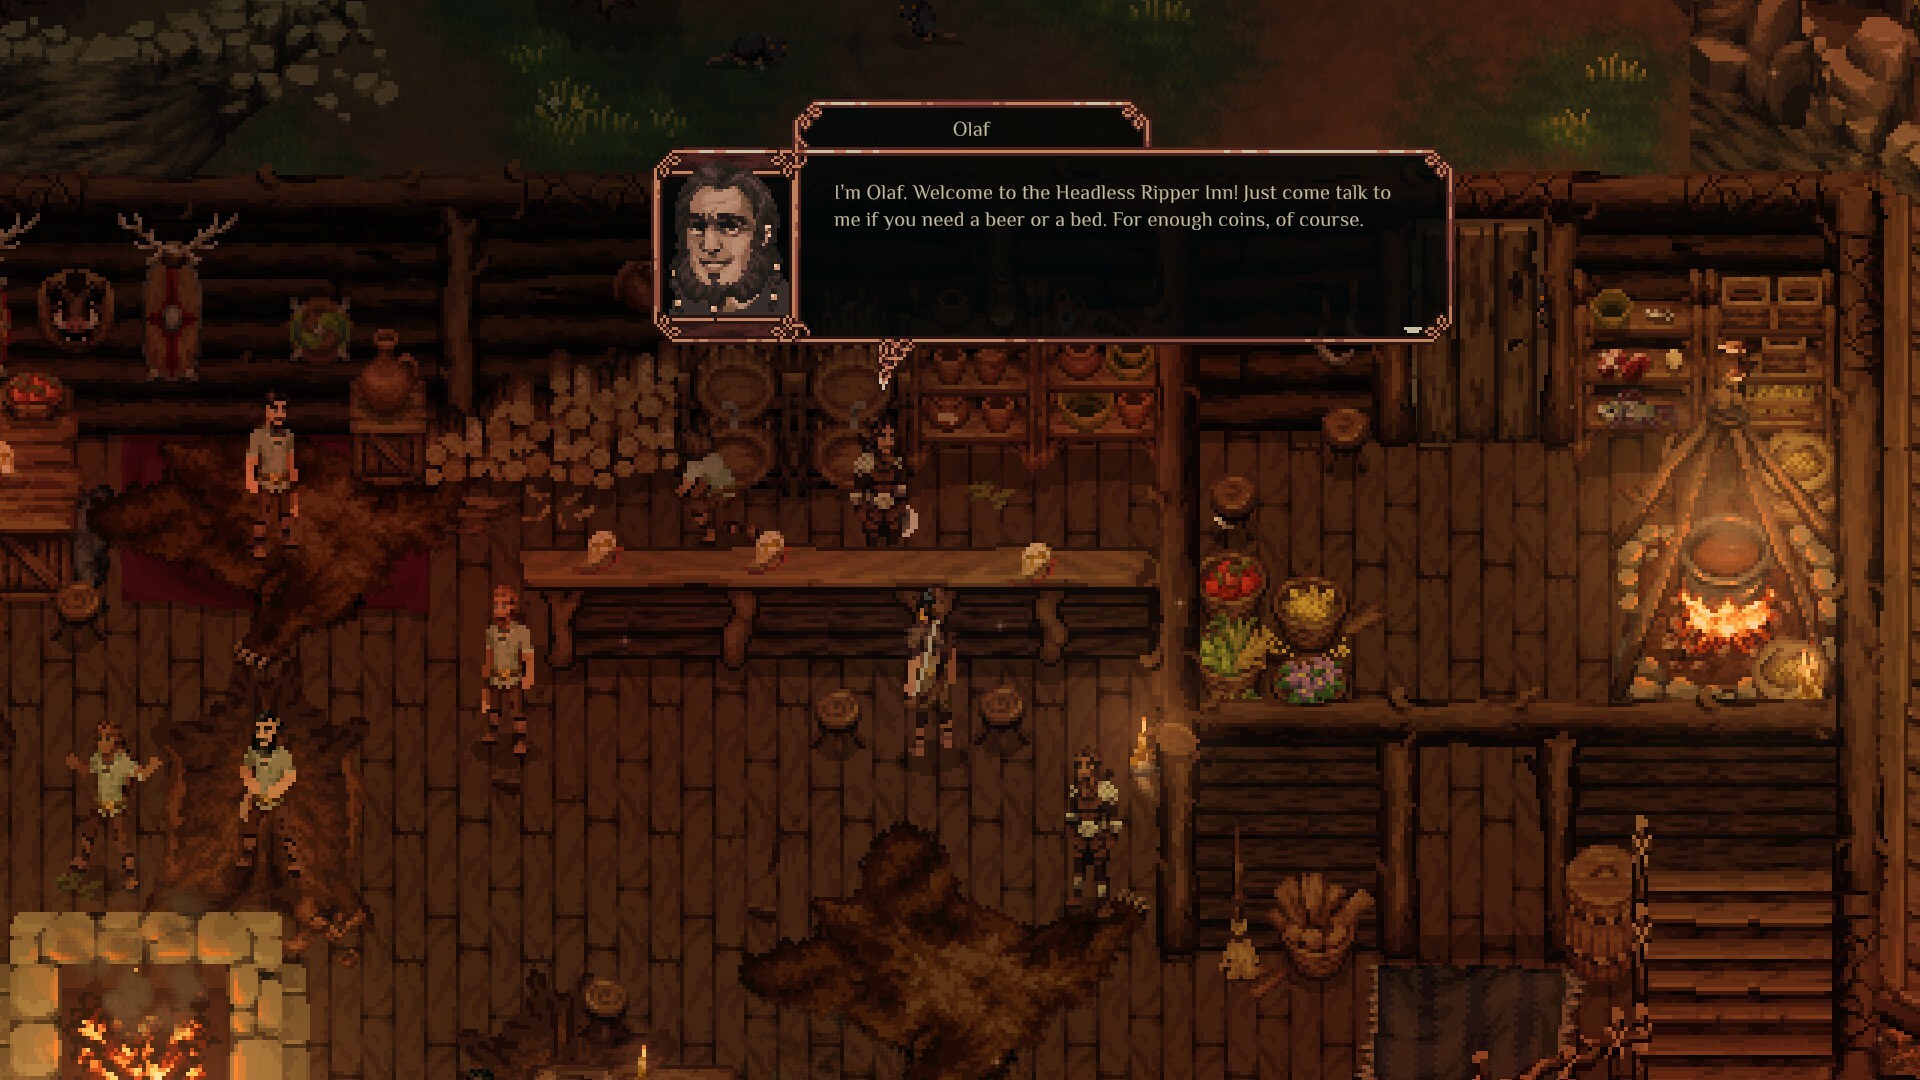 Olaf
I'm Olaf. Welcome to the Headless Ripper Inn! Just come talk to
me if you need a beer or a bed. For enough coins, of course.